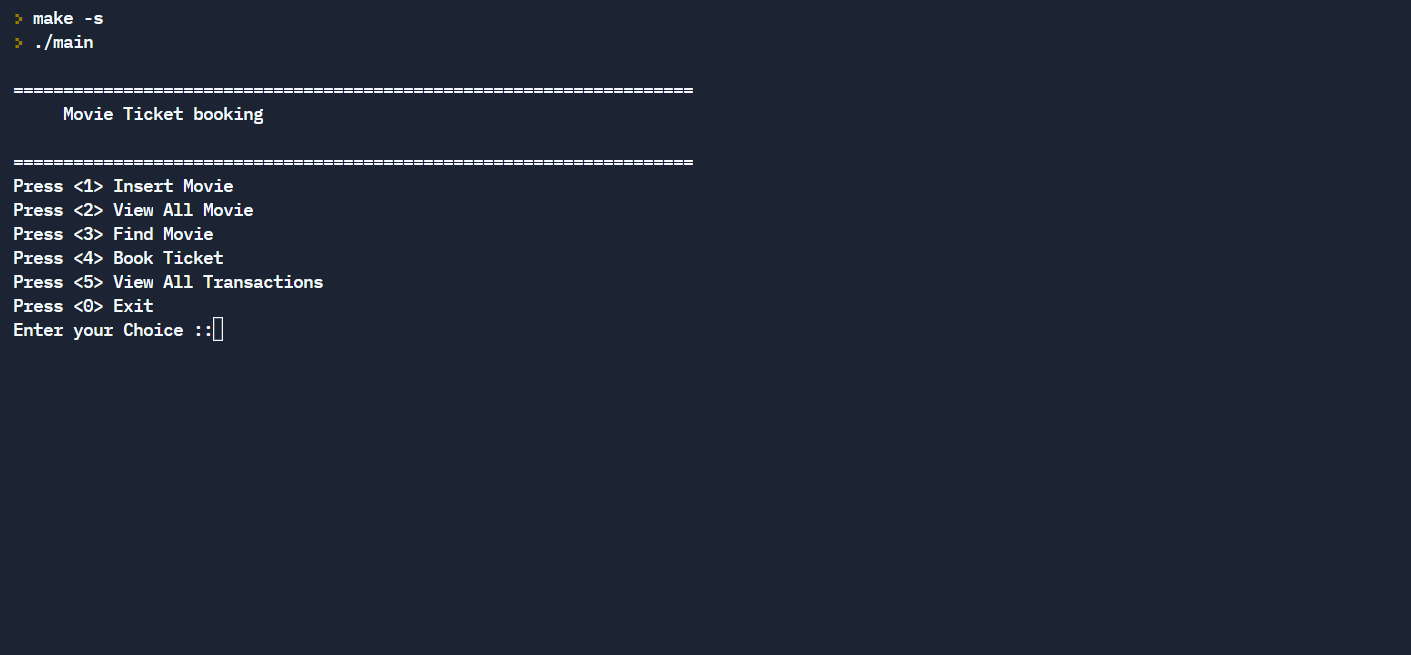 > make -s
> ./main
====================================================================
Movie Ticket booking
====================================================================
Press <1> Insert Movie
Press <2> View All Movie
Press <3> Find Movie
Press <4> Book Ticket
Press <5> View All Transactions
Press <0> Exit
Enter your Choice ::